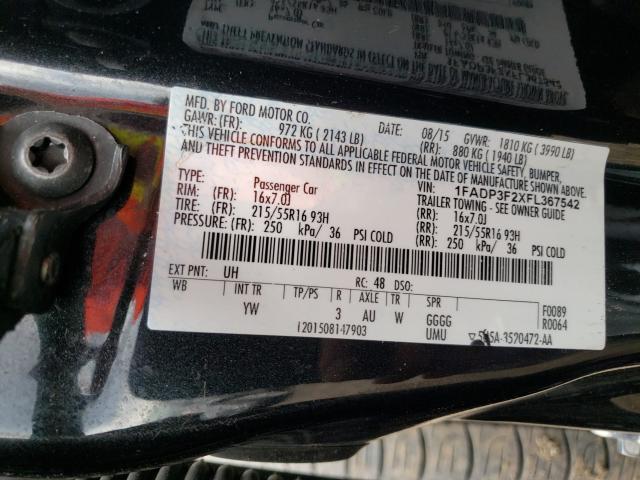 MFD. BY FORD MOTOR CO.
DATE: 08/15 GVWR: 1810 KG ( 3990 LB)
GAWR: (FR): 972 KG ( 2143 LB) (RR): 880 KG ( 1940 LB)
THIS VEHICLE CONFORMS TO ALL APPLICABLE FEDERAL MOTOR VEHICLE SAFETY, BUMPER,
AND THEFT PREVENTION STANDARDS IN EFFECT ON THE DATE OF MANUFACTURE SHOWN ABOVE.
VIN: 1FADP3F2XFL367542
TYPE: Passenger Car TRAILER TOWING - SEE OWNER GUIDE
RIM: (FR): 16x7.0J (RR): 16x7.0J
TIRE: (FR): 215/55R16 93H (RR): 215/55R16 93H
PRESSURE: (FR): 250 kPa/ 36 PSI COLD (RR): 250 kPa/ 36 PSI COLD
EXT PNT: UH RC: 48 DSO:
WB INT TR TP/PS R AXLE TR SPR F0089
YW 3 AU W GGGG R0064
I201508147903 UMU